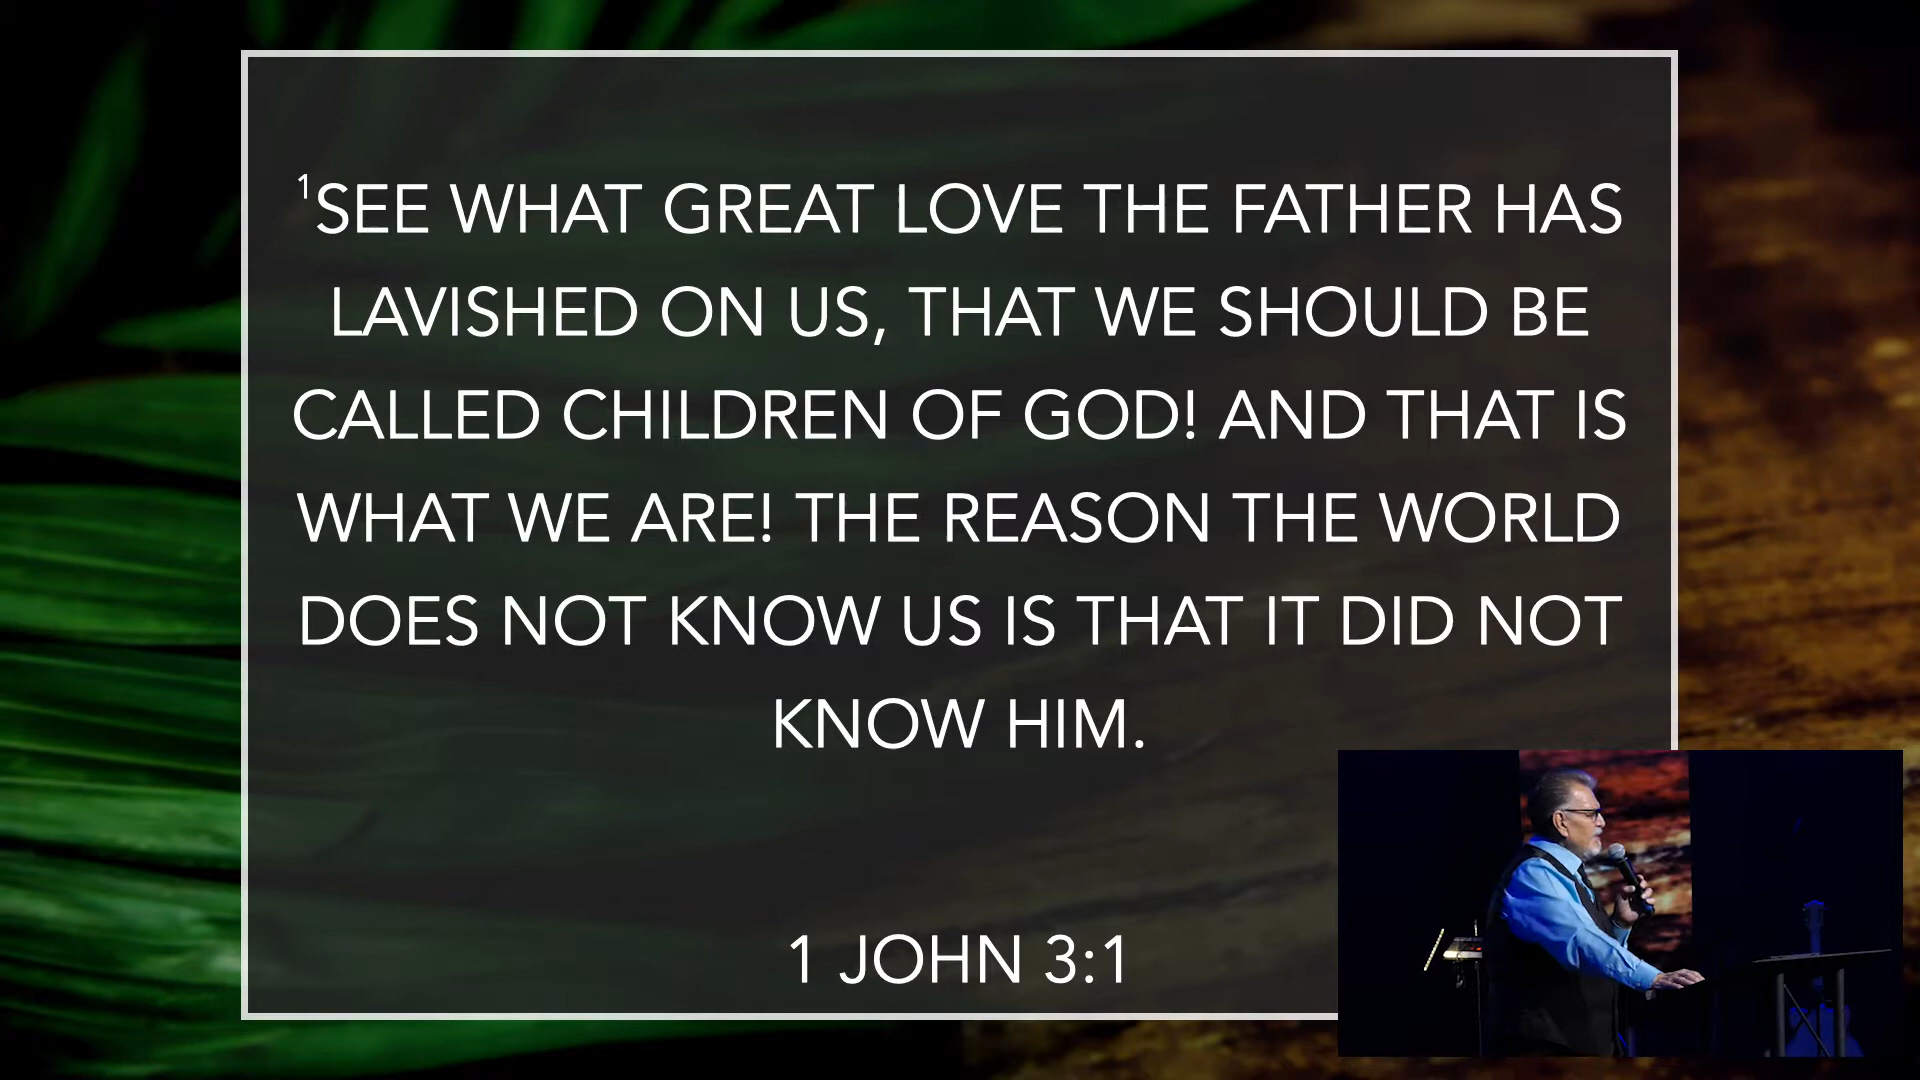 ¹SEE WHAT GREAT LOVE THE FATHER HAS
LAVISHED ON US, THAT WE SHOULD BE
CALLED CHILDREN OF GOD! AND THAT IS
WHAT WE ARE! THE REASON THE WORLD
DOES NOT KNOW US IS THAT IT DID NOT
KNOW HIM.
1 JOHN 3:1